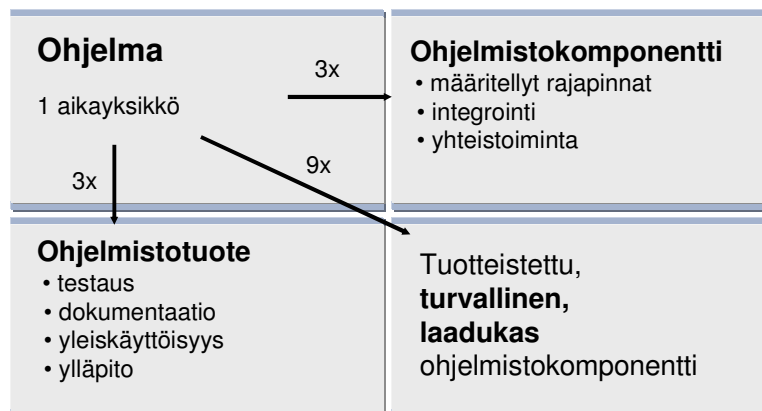 Ohjelma
1 aikayksikkö
3x
Ohjelmistokomponentti
• määritellyt rajapinnat
• integrointi
• yhteistoiminta
3x
9x
Ohjelmistotuote
• testaus
• dokumentaatio
• yleiskäyttöisyys
• ylläpito
Tuotteistettu,
turvallinen,
laadukas
ohjelmistokomponentti